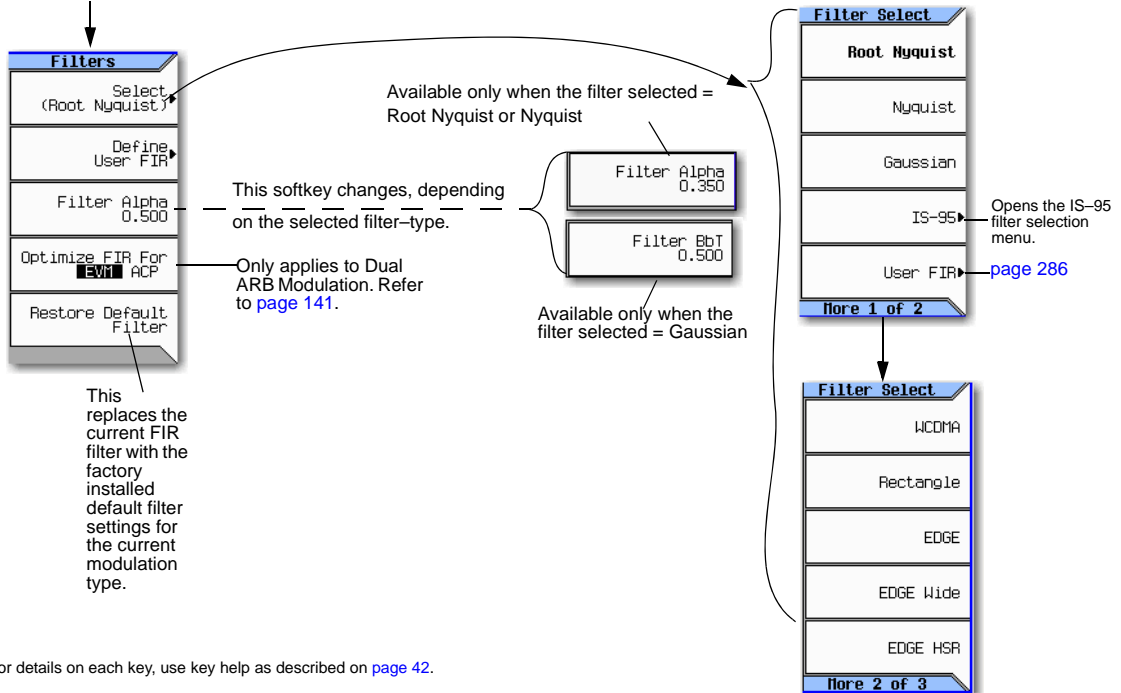 Filters
Select
(Root Nyquist)
Define
User FIR
Filter Alpha
0.500
Optimize FIR For
EVM ACP
Restore Default
Filter
This
replaces the
current FIR
filter with the
factory
installed
default filter
settings for
the current
modulation
type.
This softkey changes, depending
on the selected filter–type.
Only applies to Dual
ARB Modulation. Refer
to page 141.
Available only when the filter selected =
Root Nyquist or Nyquist
Filter Alpha
0.350
Filter BbT
0.500
Available only when the
filter selected = Gaussian
Filter Select
Root Nyquist
Nyquist
Gaussian
IS-95
User FIR
More 1 of 2
Opens the IS–95
filter selection
menu.
page 286
Filter Select
WCDMA
Rectangle
EDGE
EDGE Wide
EDGE HSR
More 2 of 3
or details on each key, use key help as described on page 42.